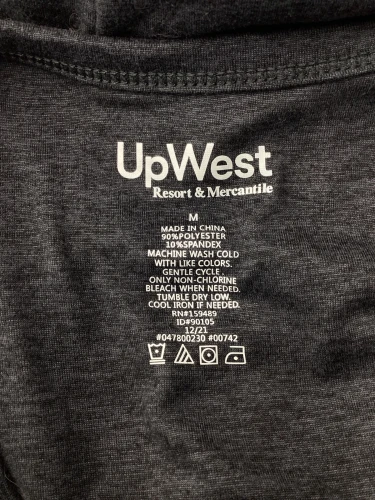 UpWest
Resort & Mercantile
M
MADE IN CHINA
90%POLYESTER
10%SPANDEX
MACHINE WASH COLD
WITH LIKE COLORS.
GENTLE CYCLE.
ONLY NON-CHLORINE
BLEACH WHEN NEEDED.
TUMBLE DRY LOW.
COOL IRON IF NEEDED.
RN#159489
ID#90105
12/21
#047800230 #00742